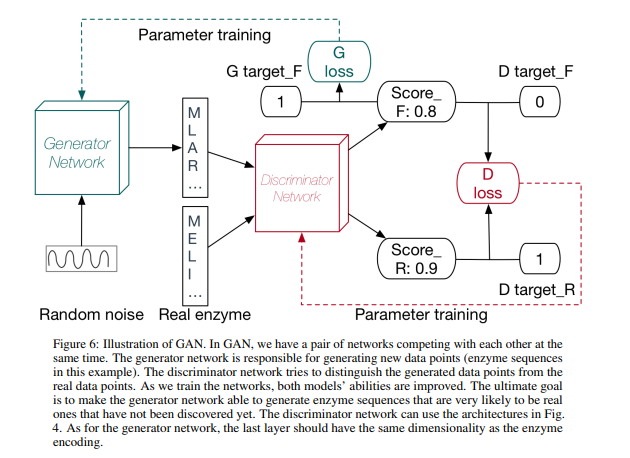 Parameter training
G
loss
G target_F
D target_F
1
Score_
F: 0.8
0
Generator
Network
M
L
A
R
...
Discriminator
Network
D
loss
M
E
L
I
...
Score_
R: 0.9
1
D target_R
Random noise
Real enzyme
Parameter training
Figure 6: Illustration of GAN. In GAN, we have a pair of networks competing with each other at the
same time. The generator network is responsible for generating new data points (enzyme sequences
in this example). The discriminator network tries to distinguish the generated data points from the
real data points. As we train the networks, both models' abilities are improved. The ultimate goal
is to make the generator network able to generate enzyme sequences that are very likely to be real
ones that have not been discovered yet. The discriminator network can use the architectures in Fig.
4. As for the generator network, the last layer should have the same dimensionality as the enzyme
encoding.